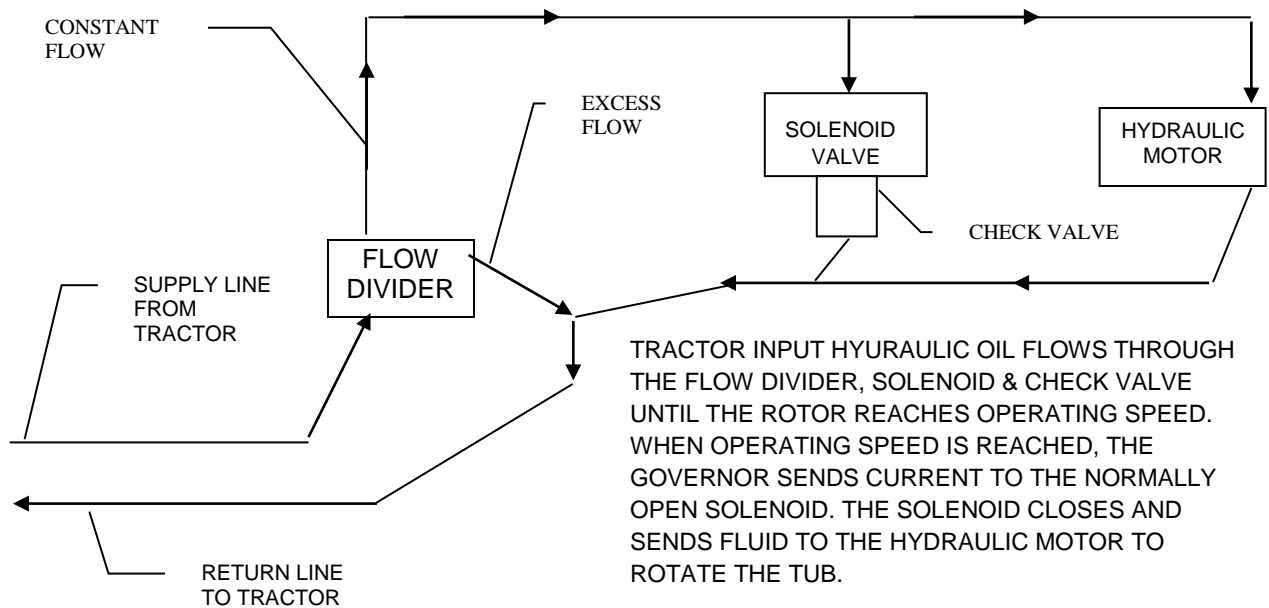 CONSTANT
FLOW
EXCESS
FLOW
SOLENOID
VALVE
HYDRAULIC
MOTOR
CHECK VALVE
FLOW
DIVIDER
SUPPLY LINE
FROM
TRACTOR
TRACTOR INPUT HYURAULIC OIL FLOWS THROUGH
THE FLOW DIVIDER, SOLENOID & CHECK VALVE
UNTIL THE ROTOR REACHES OPERATING SPEED.
WHEN OPERATING SPEED IS REACHED, THE
GOVERNOR SENDS CURRENT TO THE NORMALLY
OPEN SOLENOID. THE SOLENOID CLOSES AND
SENDS FLUID TO THE HYDRAULIC MOTOR TO
ROTATE THE TUB.
RETURN LINE
TO TRACTOR